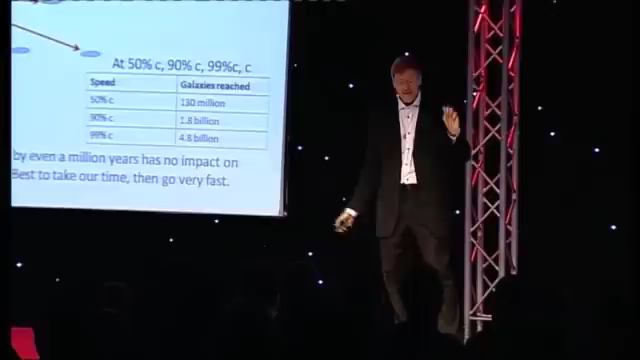 At 50% c, 90% c, 99%c, c
Speed Galaxies reached
50% c 130 million
90% c 1.8 billion
99% c 4.8 billion
by even a million years has no impact on
Best to take our time, then go very fast.